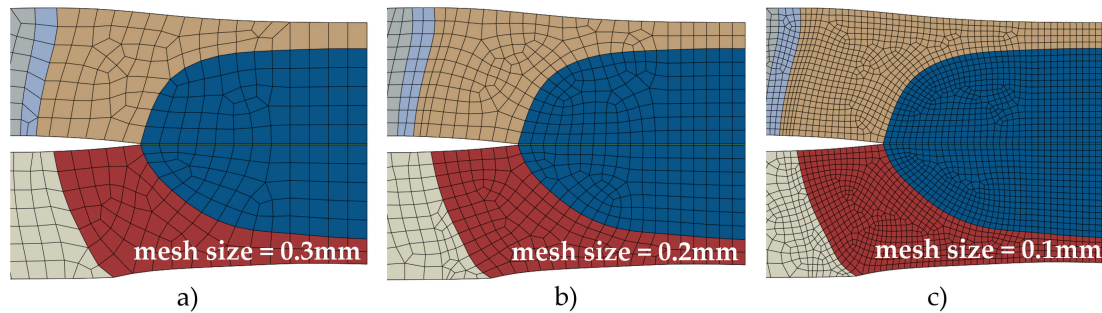 mesh size = 0.3mm
mesh size = 0.2mm
mesh size = 0.1mm
a)
b)
c)